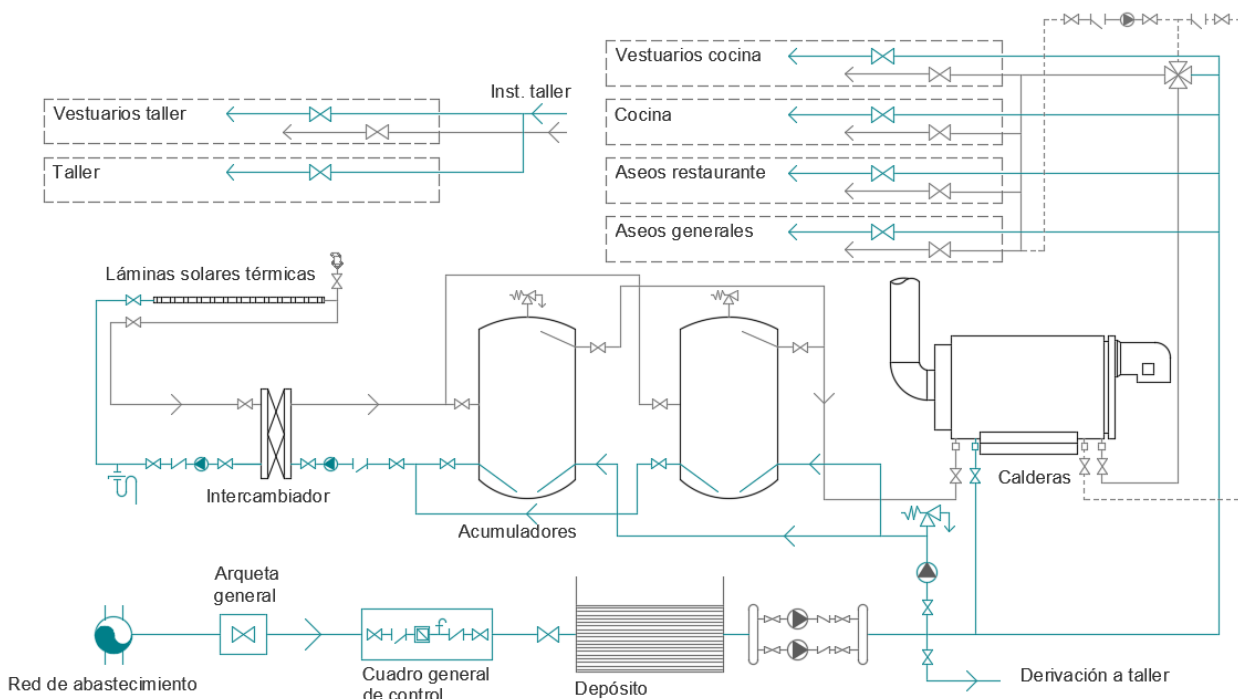 Vestuarios cocina
Inst. taller
Vestuarios taller
Cocina
Taller
Aseos restaurante
Aseos generales
Láminas solares térmicas
Intercambiador
Calderas
Acumuladores
Arqueta
general
f
Red de abastecimiento
Cuadro general
de control
Depósito
Derivación a taller